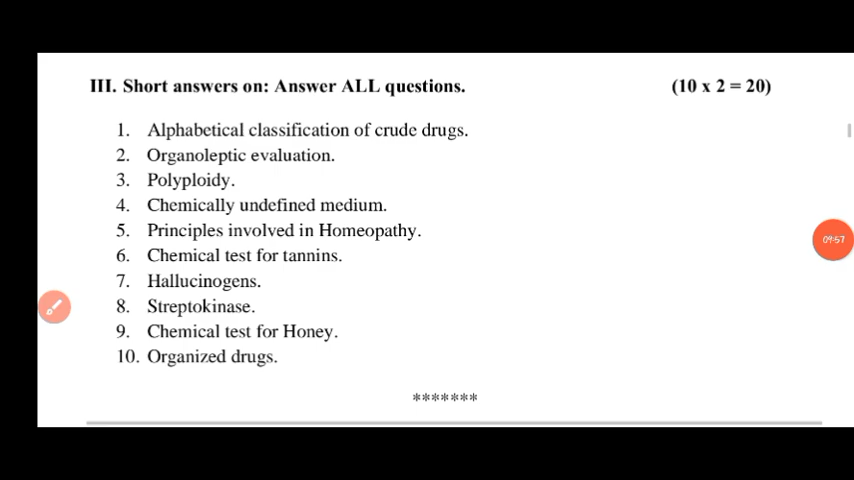 III. Short answers on: Answer ALL questions. (10 x 2 = 20)
1. Alphabetical classification of crude drugs.
2. Organoleptic evaluation.
3. Polyploidy.
4. Chemically undefined medium.
5. Principles involved in Homeopathy.
6. Chemical test for tannins.
7. Hallucinogens.
8. Streptokinase.
9. Chemical test for Honey.
10. Organized drugs.
*******
09:57